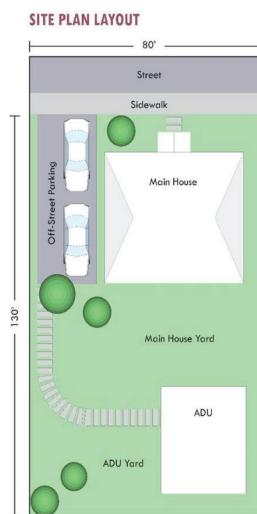 SITE PLAN LAYOUT
80'
Street
Sidewalk
Off-Street Parking
Main House
130'
Main House Yard
ADU
ADU Yard